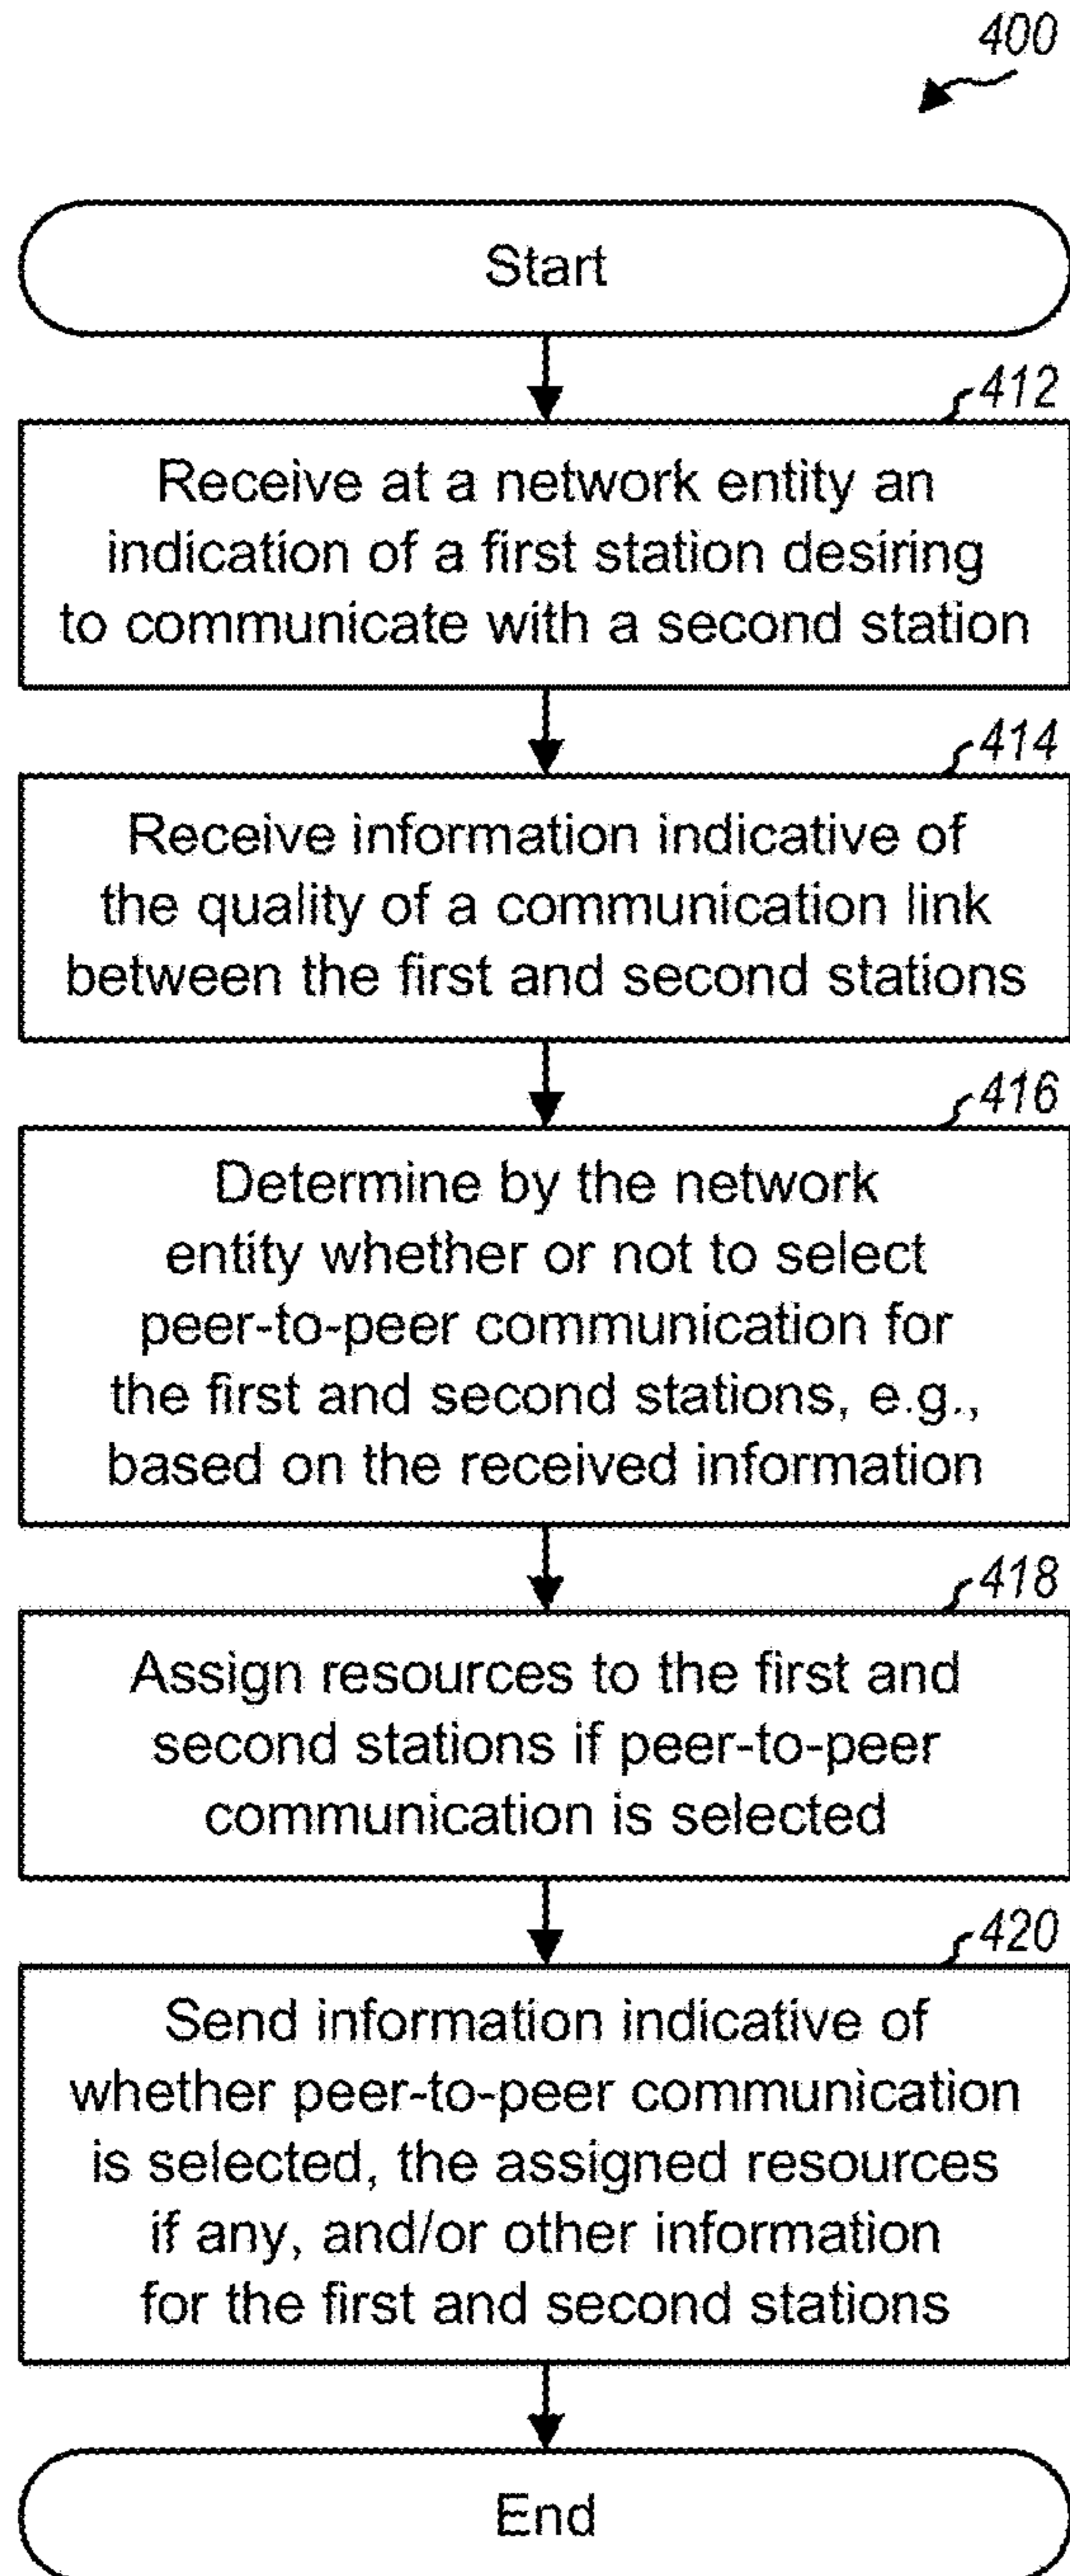 400
Start
412
Receive at a network entity an
indication of a first station desiring
to communicate with a second station
414
Receive information indicative of
the quality of a communication link
between the first and second stations
416
Determine by the network
entity whether or not to select
peer-to-peer communication for
the first and second stations, e.g.,
based on the received information
418
Assign resources to the first and
second stations if peer-to-peer
communication is selected
420
Send information indicative of
whether peer-to-peer communication
is selected, the assigned resources
if any, and/or other information
for the first and second stations
End